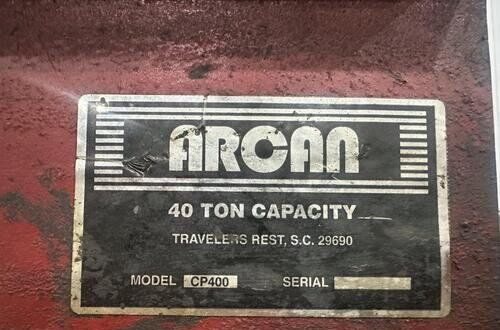 ARCAN
40 TON CAPACITY
TRAVELERS REST, S.C. 29690
MODEL CP400 SERIAL